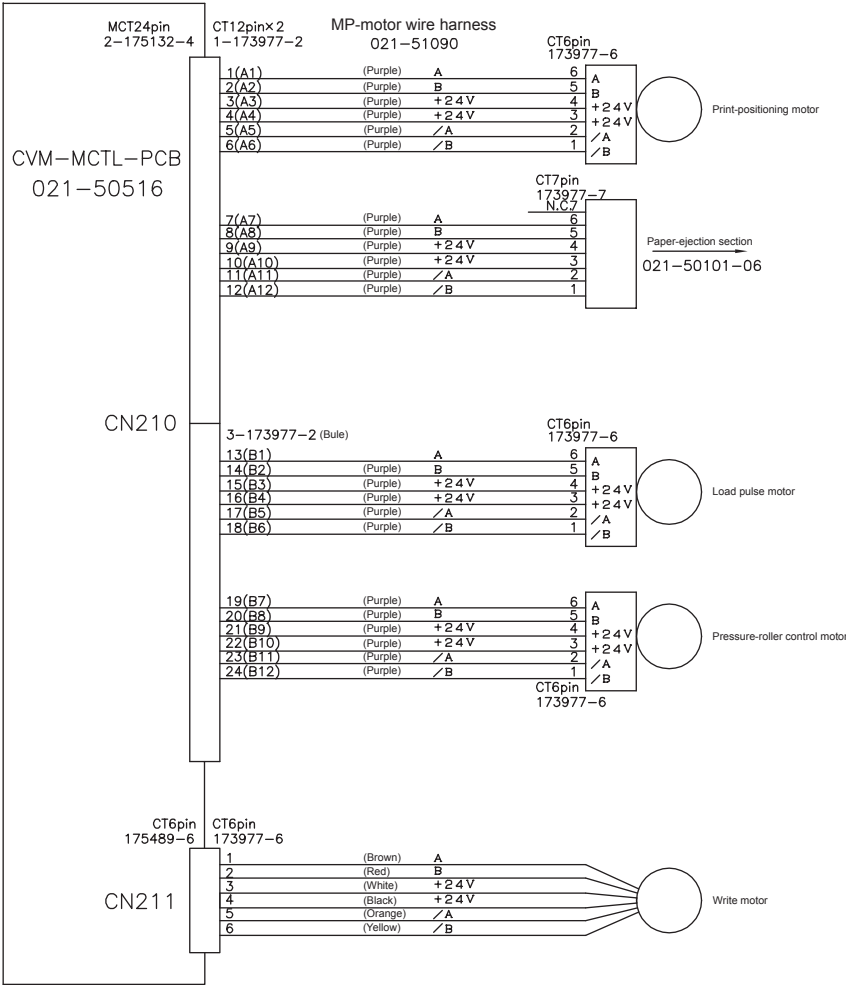 MCT24pin CT12pin×2 MP-motor wire harness
2-175132-4 1-173977-2 021-51090
CT6pin
173977-6
1(A1) (Purple) A 6 A
2(A2) (Purple) B 5 B
3(A3) (Purple) +24V 4 +24V
4(A4) (Purple) +24V 3 +24V
5(A5) (Purple) /A 2 /A
6(A6) (Purple) /B 1 /B
Print-positioning motor
CVM-MCTL-PCB
021-50516
CT7pin
173977-7
N.C.7
7(A7) (Purple) A 6
8(A8) (Purple) B 5
9(A9) (Purple) +24V 4
10(A10) (Purple) +24V 3
11(A11) (Purple) /A 2
12(A12) (Purple) /B 1
Paper-ejection section
021-50101-06
CN210
3-173977-2 (Bule)
CT6pin
173977-6
13(B1) A 6 A
14(B2) (Purple) B 5 B
15(B3) (Purple) +24V 4 +24V
16(B4) (Purple) +24V 3 +24V
17(B5) (Purple) /A 2 /A
18(B6) (Purple) /B 1 /B
Load pulse motor
19(B7) (Purple) A 6 A
20(B8) (Purple) B 5 B
21(B9) (Purple) +24V 4 +24V
22(B10) (Purple) +24V 3 +24V
23(B11) (Purple) /A 2 /A
24(B12) (Purple) /B 1 /B
Pressure-roller control motor
CT6pin
173977-6
CT6pin CT6pin
175489-6 173977-6
CN211
1 (Brown) A
2 (Red) B
3 (White) +24V
4 (Black) +24V
5 (Orange) /A
6 (Yellow) /B
Write motor